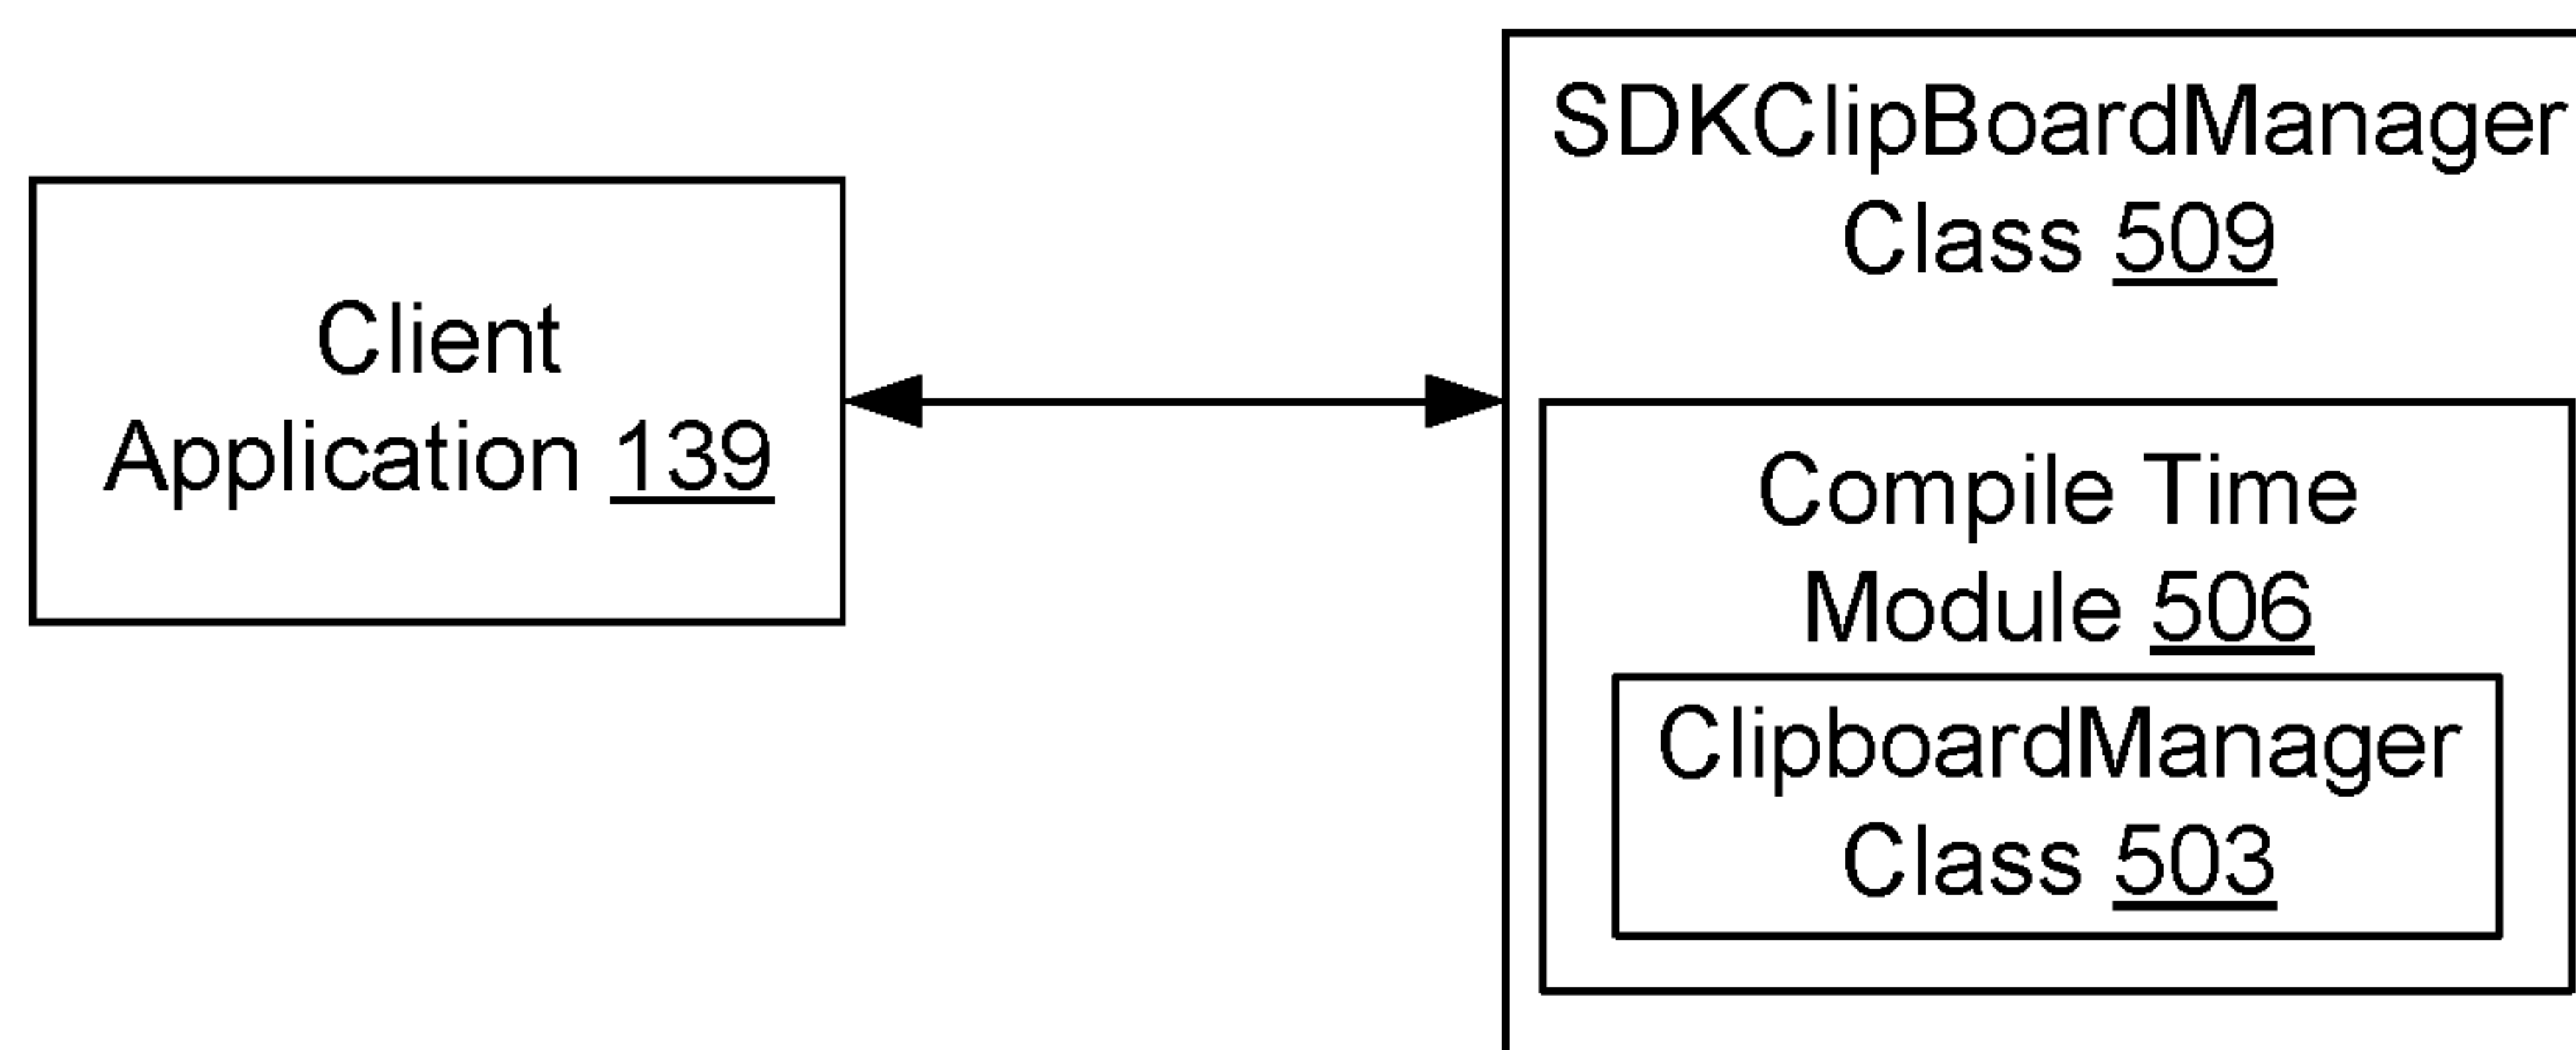 Client
Application 139
SDKClipBoardManager
Class 509
Compile Time
Module 506
ClipboardManager
Class 503